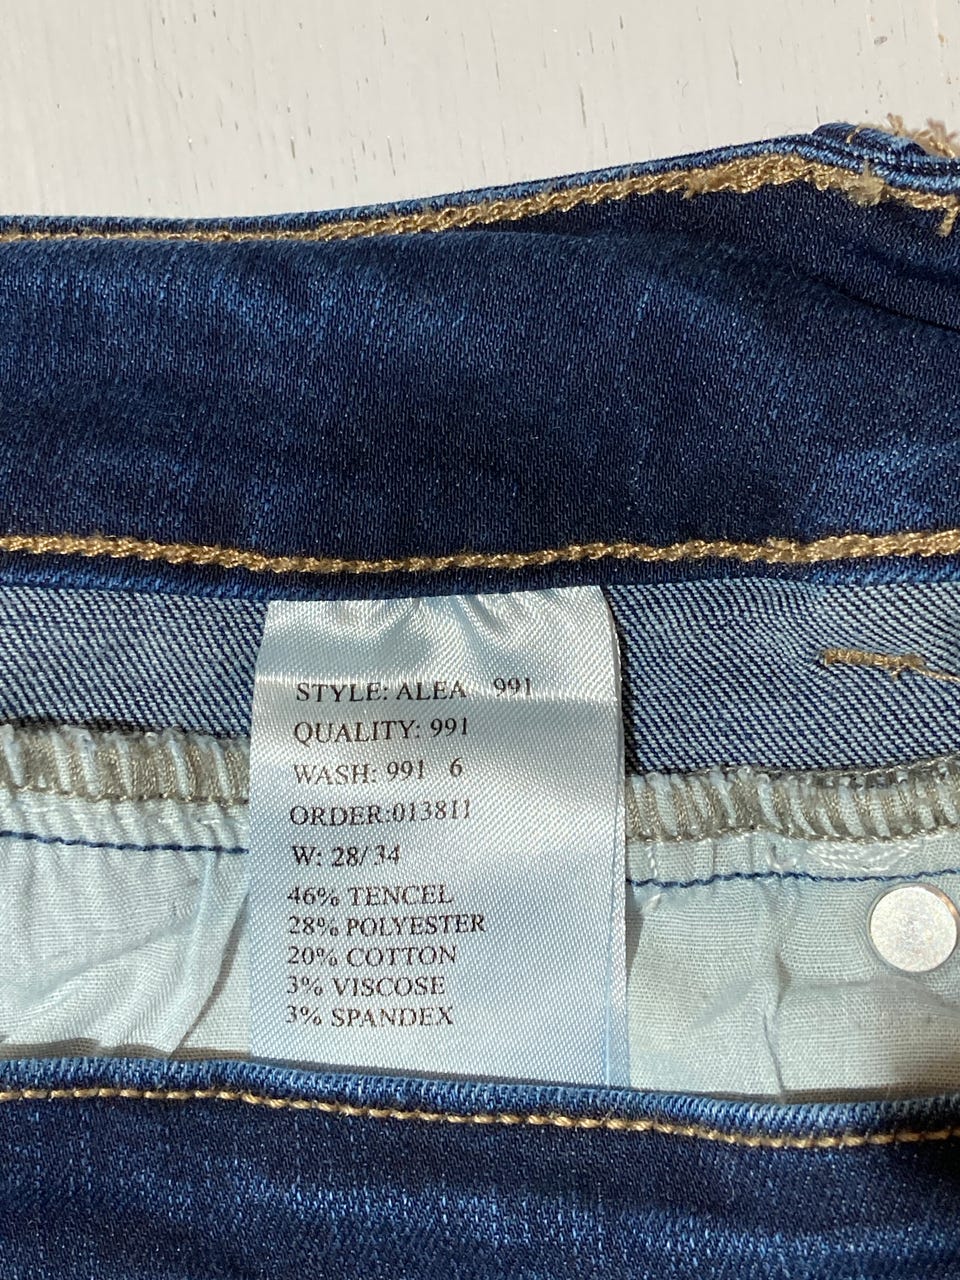 STYLE: ALEA 991
QUALITY: 991
WASH: 991 6
ORDER:013811
W: 28/34
46% TENCEL
28% POLYESTER
20% COTTON
3% VISCOSE
3% SPANDEX